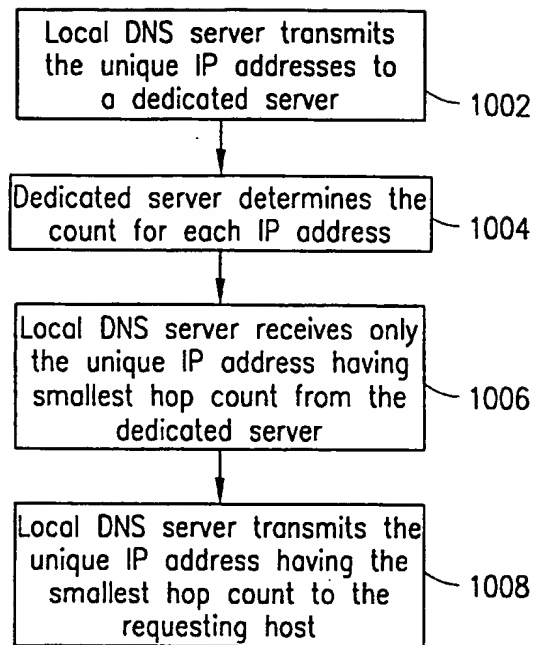 Local DNS server transmits
the unique IP addresses to
a dedicated server
1002
Dedicated server determines the
count for each IP address
1004
Local DNS server receives only
the unique IP address having
smallest hop count from the
dedicated server
1006
Local DNS server transmits the
unique IP address having the
smallest hop count to the
requesting host
1008